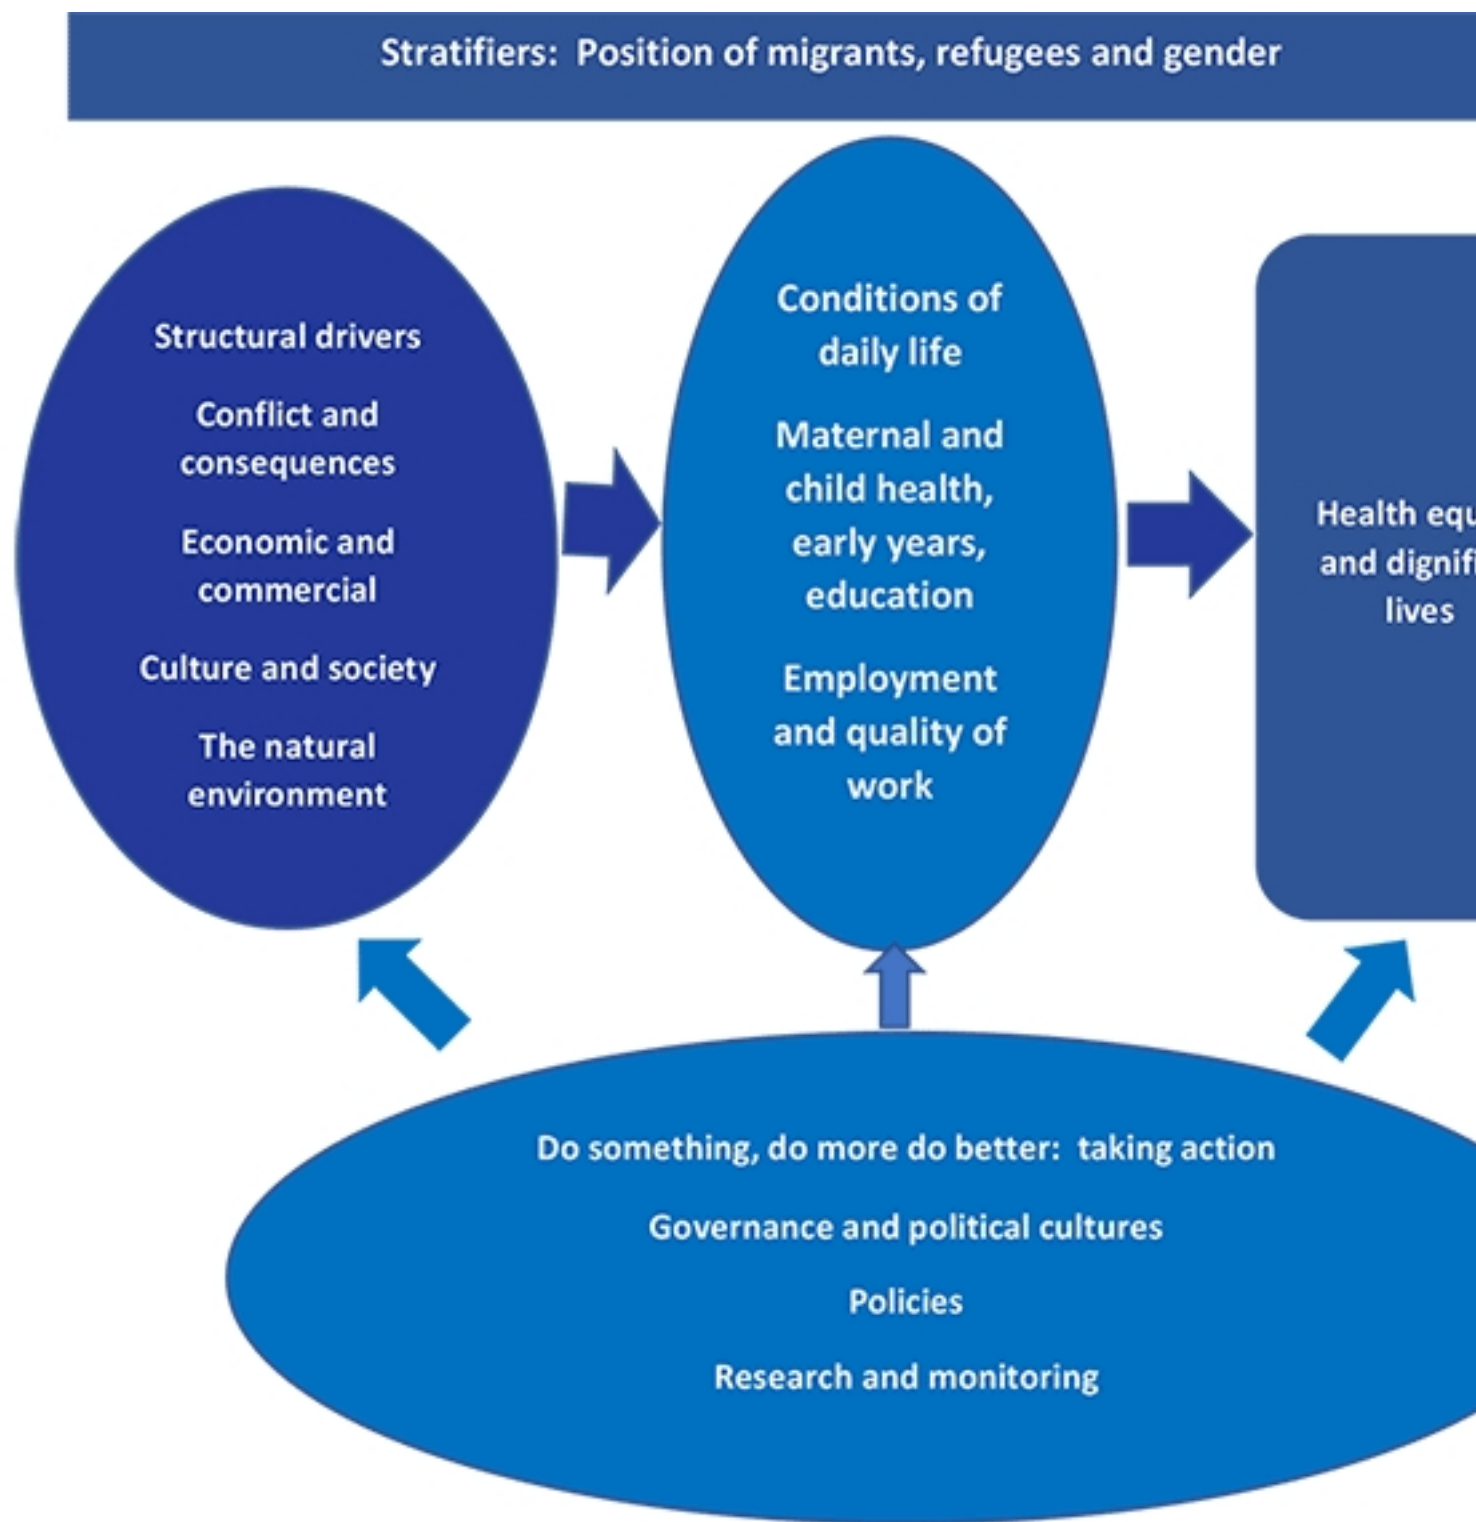 Stratifiers:  Position of migrants, refugees and gender
Structural drivers
Conflict and
consequences
Economic and
commercial
Culture and society
The natural
environment
Conditions of
daily life
Maternal and
child health,
early years,
education
Employment
and quality of
work
Health
and
lives
Do something, do more do better:  taking action
Governance and political cultures
Policies
Research and monitoring